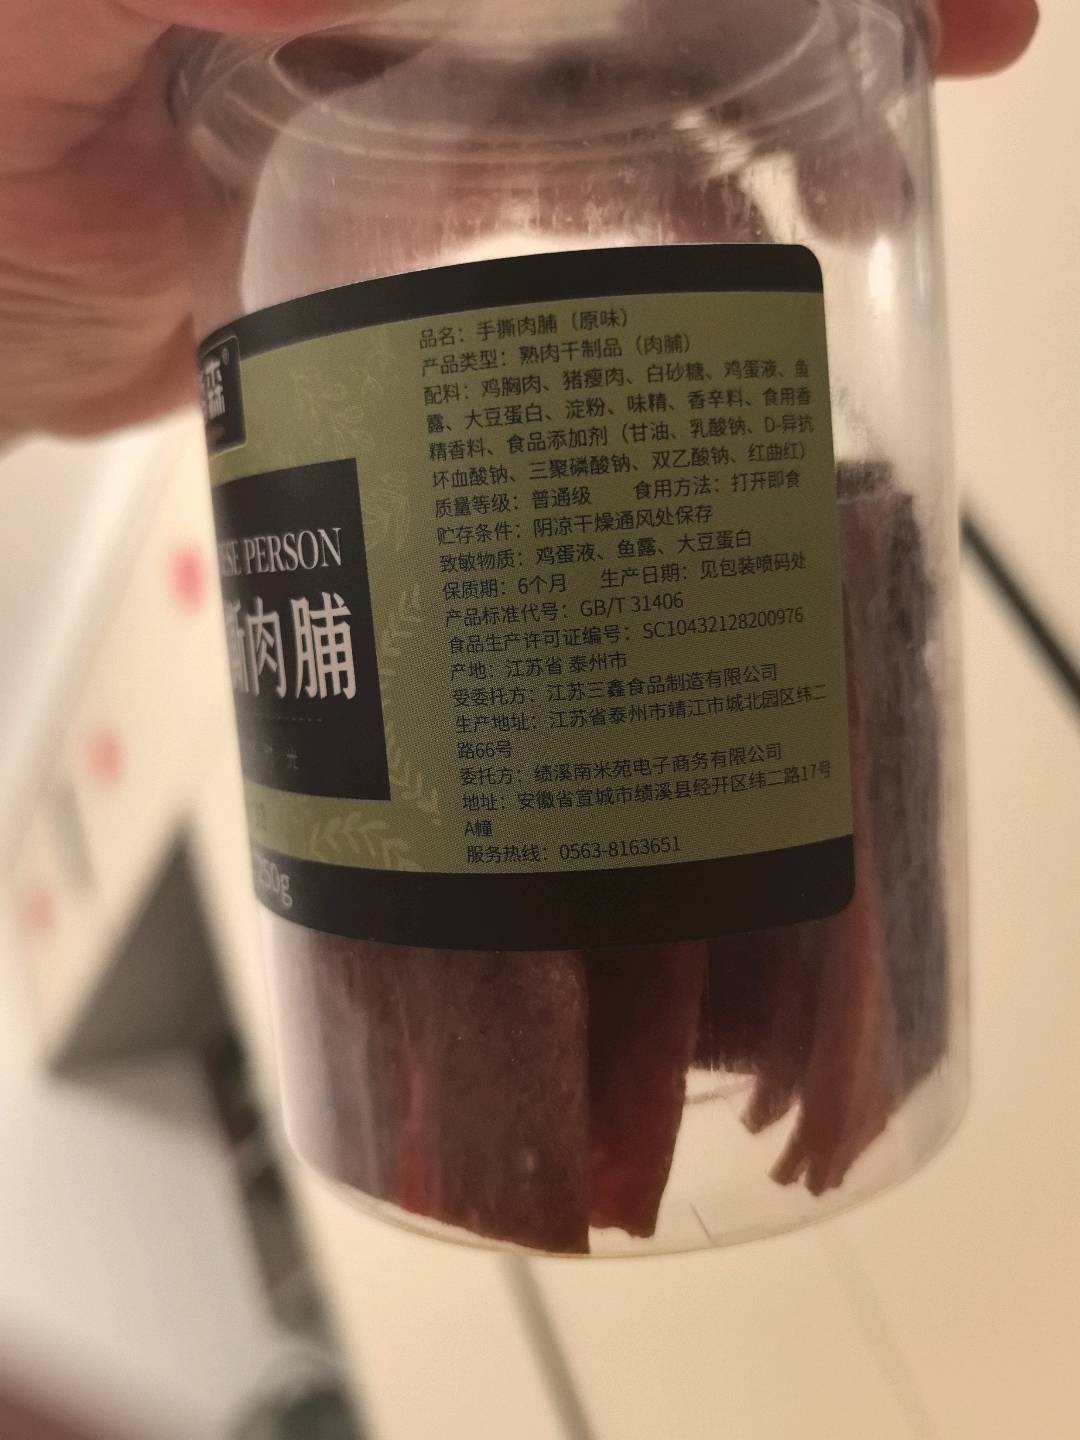 森®
ESE PERSON
撕肉脯
光
250g
品名：手撕肉脯（原味）
产品类型：熟肉干制品（肉脯）
配料：鸡胸肉、猪瘦肉、白砂糖、鸡蛋液、鱼
露、大豆蛋白、淀粉、味精、香辛料、食用香
精香料、食品添加剂（甘油、乳酸钠、D-异抗
坏血酸钠、三聚磷酸钠、双乙酸钠、红曲红）
质量等级：普通级 食用方法：打开即食
贮存条件：阴凉干燥通风处保存
致敏物质：鸡蛋液、鱼露、大豆蛋白
保质期：6个月 生产日期：见包装喷码处
产品标准代号：GB/T 31406
食品生产许可证编号：SC10432128200976
产地：江苏省 泰州市
受委托方：江苏三鑫食品制造有限公司
生产地址：江苏省泰州市靖江市城北园区纬二
路66号
委托方：绩溪南米苑电子商务有限公司
地址：安徽省宣城市绩溪县经开区纬二路17号
A幢
服务热线：0563-8163651